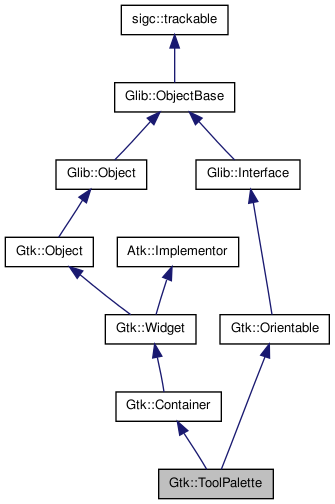 sigc::trackable
Glib::ObjectBase
Glib::Object
Glib::Interface
Gtk::Object
Atk::Implementor
Gtk::Widget
Gtk::Orientable
Gtk::Container
Gtk::ToolPalette